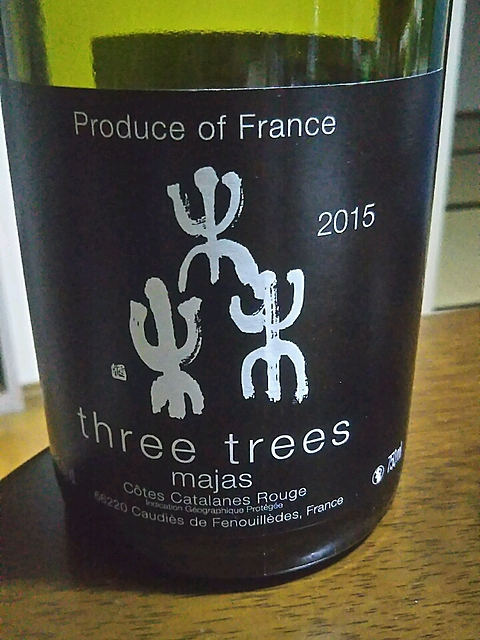 Produce of France
2015
three trees
majas
Côtes Catalanes Rouge
Indication Géographique Protégée
66220 Caudiès de Fenouillèdes, France
750ml